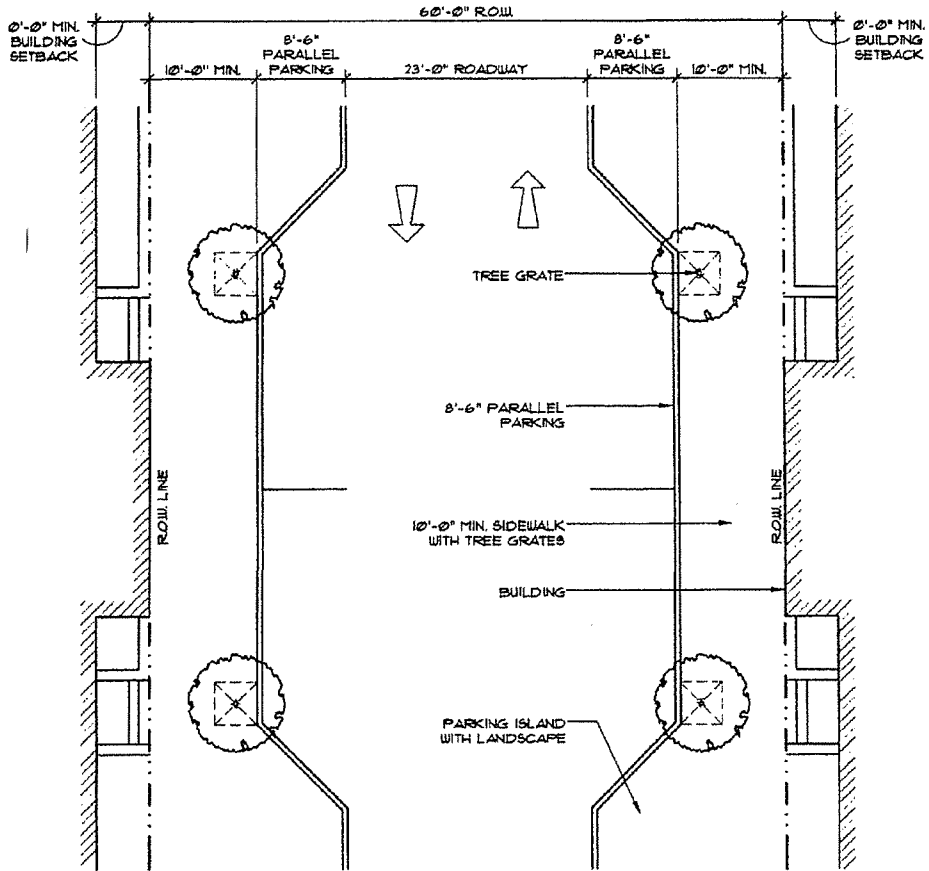 60'-0" R.O.W.
0'-0" MIN.
BUILDING
SETBACK
0'-0" MIN.
BUILDING
SETBACK
8'-6"
PARALLEL
PARKING
8'-6"
PARALLEL
PARKING
10'-0" MIN.
23'-0" ROADWAY
10'-0" MIN.
TREE GRATE
8'-6" PARALLEL
PARKING
R.O.W. LINE
R.O.W. LINE
10'-0" MIN. SIDEWALK
WITH TREE GRATES
BUILDING
PARKING ISLAND
WITH LANDSCAPE